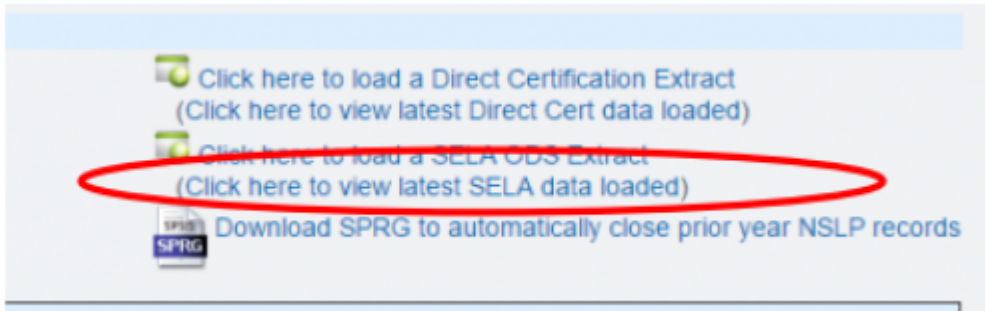 Click here to load a Direct Certification Extract
(Click here to view latest Direct Cert data loaded)
Click here to load a SELA ODS Extract
(Click here to view latest SELA data loaded)
Download SPRG to automatically close prior year NSLP records
SPRG